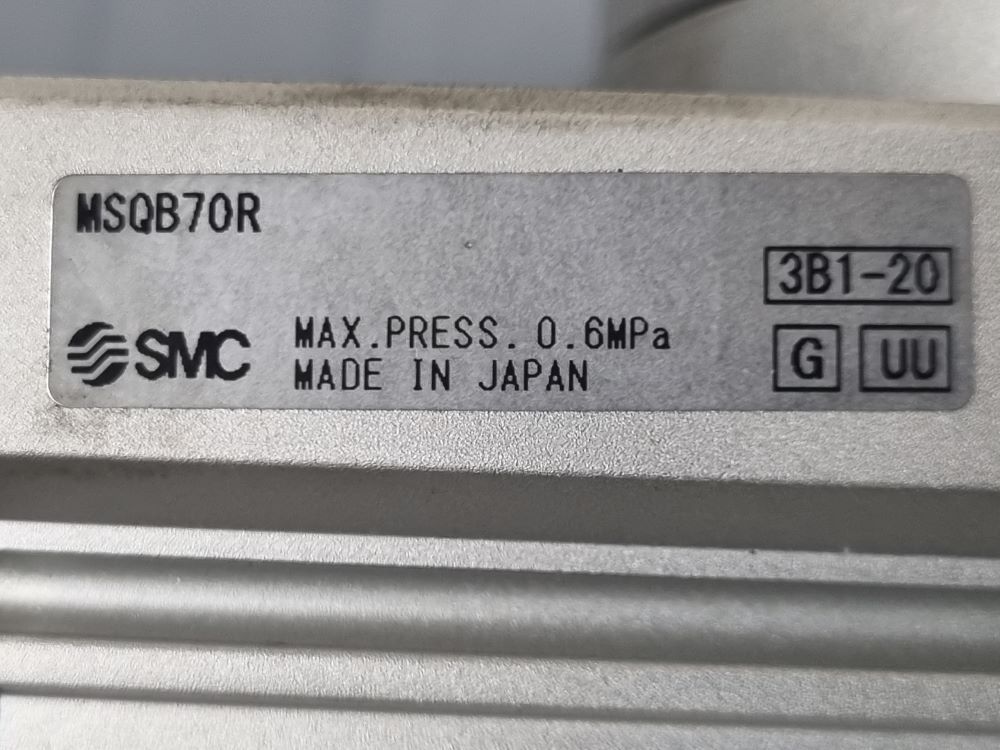 MSQB70R
3B1-20
SMC MAX.PRESS. 0.6MPa
MADE IN JAPAN
G UU